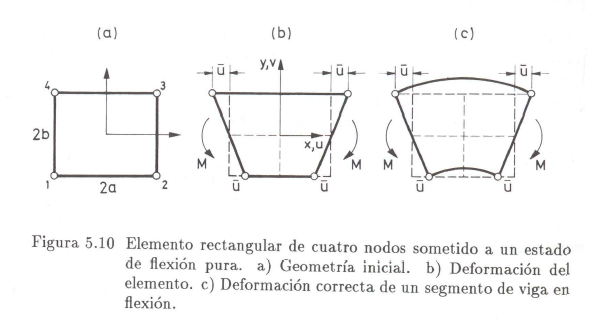 (a) (b) (c)
ū ū ū ū
y,v
4 3
2b
x,u
M M M M
1 2
2a
ū ū ū ū
Figura 5.10 Elemento rectangular de cuatro nodos sometido a un estado
de flexión pura. a) Geometría inicial. b) Deformación del
elemento. c) Deformación correcta de un segmento de viga en
flexión.